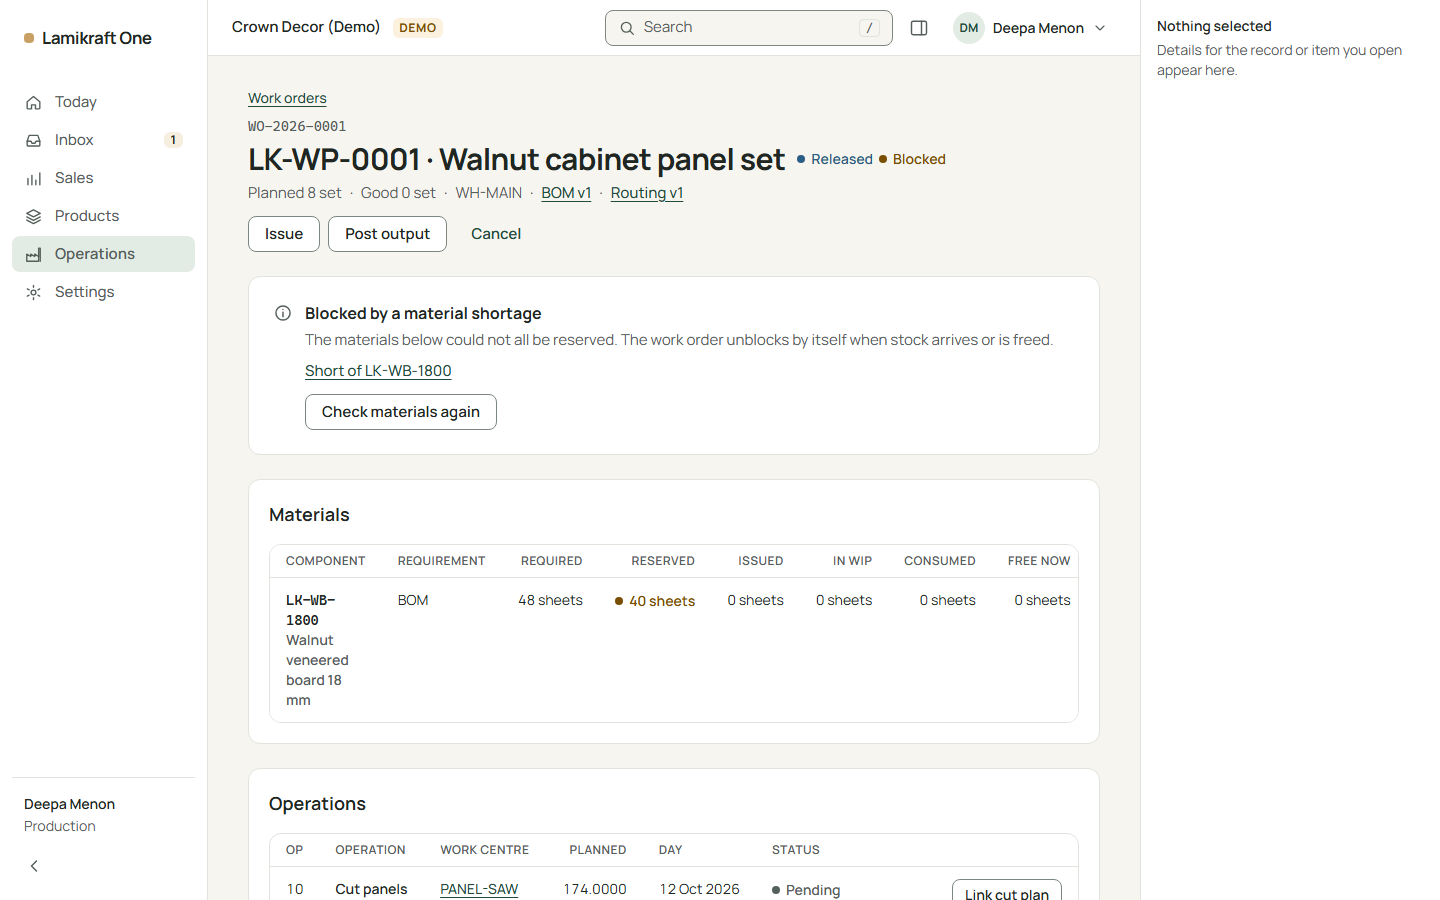 Lamikraft One
Today
Inbox 1
Sales
Products
Operations
Settings
Deepa Menon
Production
Crown Decor (Demo) DEMO
Search /
DM Deepa Menon
Work orders
WO-2026-0001
LK-WP-0001 · Walnut cabinet panel set Released Blocked
Planned 8 set · Good 0 set · WH-MAIN · BOM v1 · Routing v1
Issue Post output Cancel
Blocked by a material shortage
The materials below could not all be reserved. The work order unblocks by itself when stock arrives or is freed.
Short of LK-WB-1800
Check materials again
Materials
COMPONENT REQUIREMENT REQUIRED RESERVED ISSUED IN WIP CONSUMED FREE NOW
LK-WB- BOM 48 sheets 40 sheets 0 sheets 0 sheets 0 sheets 0 sheets
1800
Walnut
veneered
board 18
mm
Operations
OP OPERATION WORK CENTRE PLANNED DAY STATUS
10 Cut panels PANEL-SAW 174.0000 12 Oct 2026 Pending Link cut plan
Nothing selected
Details for the record or item you open
appear here.